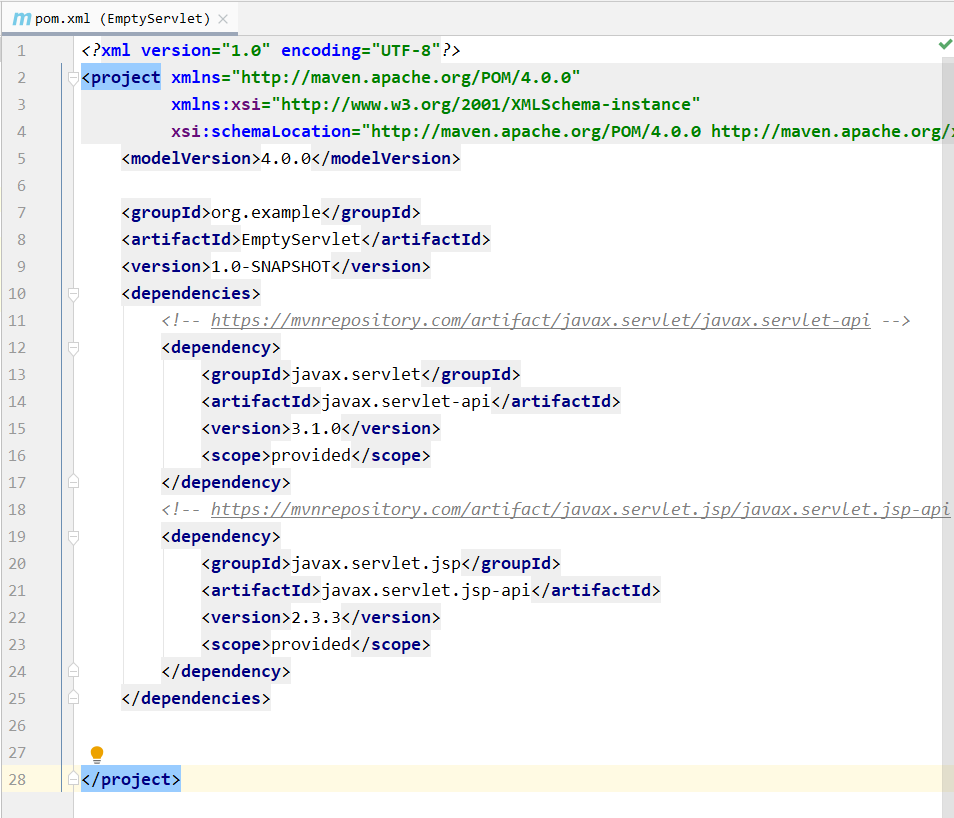 pom.xml (EmptyServlet)
1 <?xml version="1.0" encoding="UTF-8"?>
2 <project xmlns="http://maven.apache.org/POM/4.0.0"
3 xmlns:xsi="http://www.w3.org/2001/XMLSchema-instance"
4 xsi:schemaLocation="http://maven.apache.org/POM/4.0.0 http://maven.apache.org/
5 <modelVersion>4.0.0</modelVersion>
6
7 <groupId>org.example</groupId>
8 <artifactId>EmptyServlet</artifactId>
9 <version>1.0-SNAPSHOT</version>
10 <dependencies>
11 <!-- https://mvnrepository.com/artifact/javax.servlet/javax.servlet-api -->
12 <dependency>
13 <groupId>javax.servlet</groupId>
14 <artifactId>javax.servlet-api</artifactId>
15 <version>3.1.0</version>
16 <scope>provided</scope>
17 </dependency>
18 <!-- https://mvnrepository.com/artifact/javax.servlet.jsp/javax.servlet.jsp-api
19 <dependency>
20 <groupId>javax.servlet.jsp</groupId>
21 <artifactId>javax.servlet.jsp-api</artifactId>
22 <version>2.3.3</version>
23 <scope>provided</scope>
24 </dependency>
25 </dependencies>
26
27
28 </project>